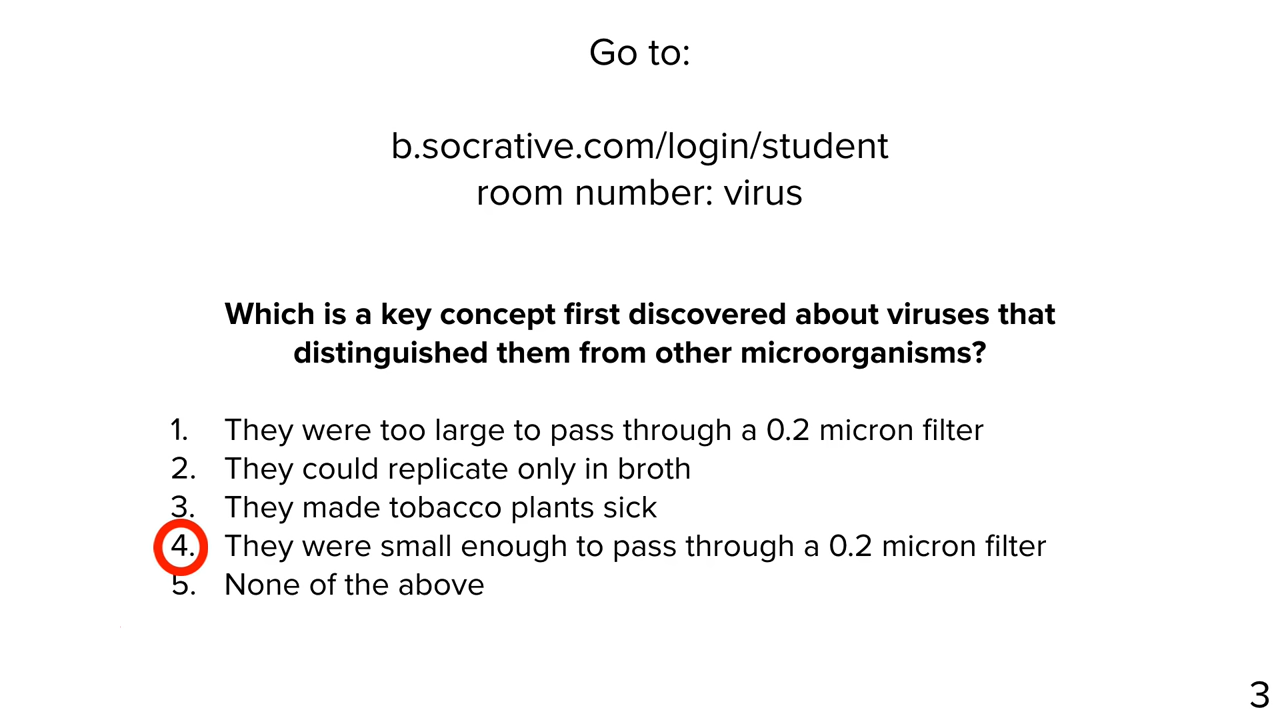 Go to:
b.socrative.com/login/student
room number: virus
Which is a key concept first discovered about viruses that
distinguished them from other microorganisms?
1. They were too large to pass through a 0.2 micron filter
2. They could replicate only in broth
3. They made tobacco plants sick
4. They were small enough to pass through a 0.2 micron filter
5. None of the above
3